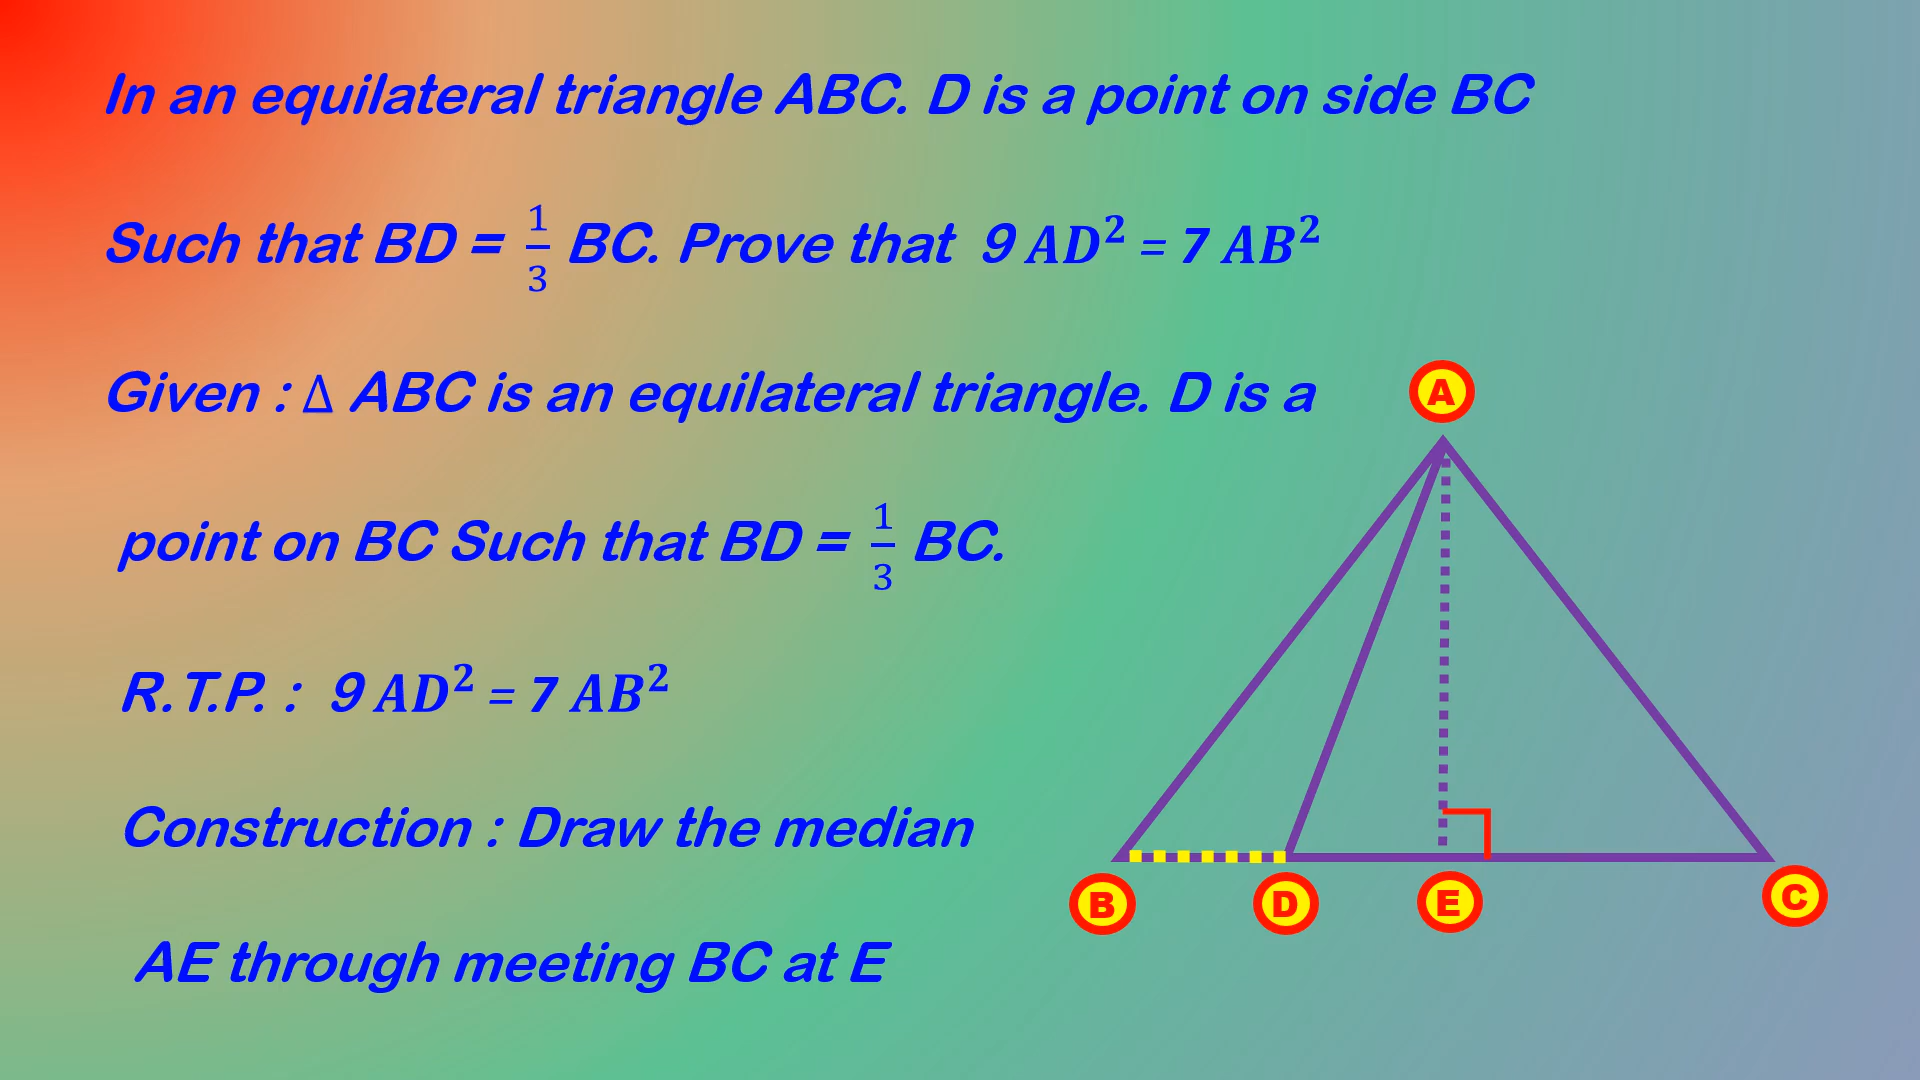 In an equilateral triangle ABC. D is a point on side BC
Such that BD = 1/3 BC. Prove that 9 AD² = 7 AB²
Given : Δ ABC is an equilateral triangle. D is a
point on BC Such that BD = 1/3 BC.
R.T.P. : 9 AD² = 7 AB²
Construction : Draw the median
AE through meeting BC at E
A
B
D
E
C